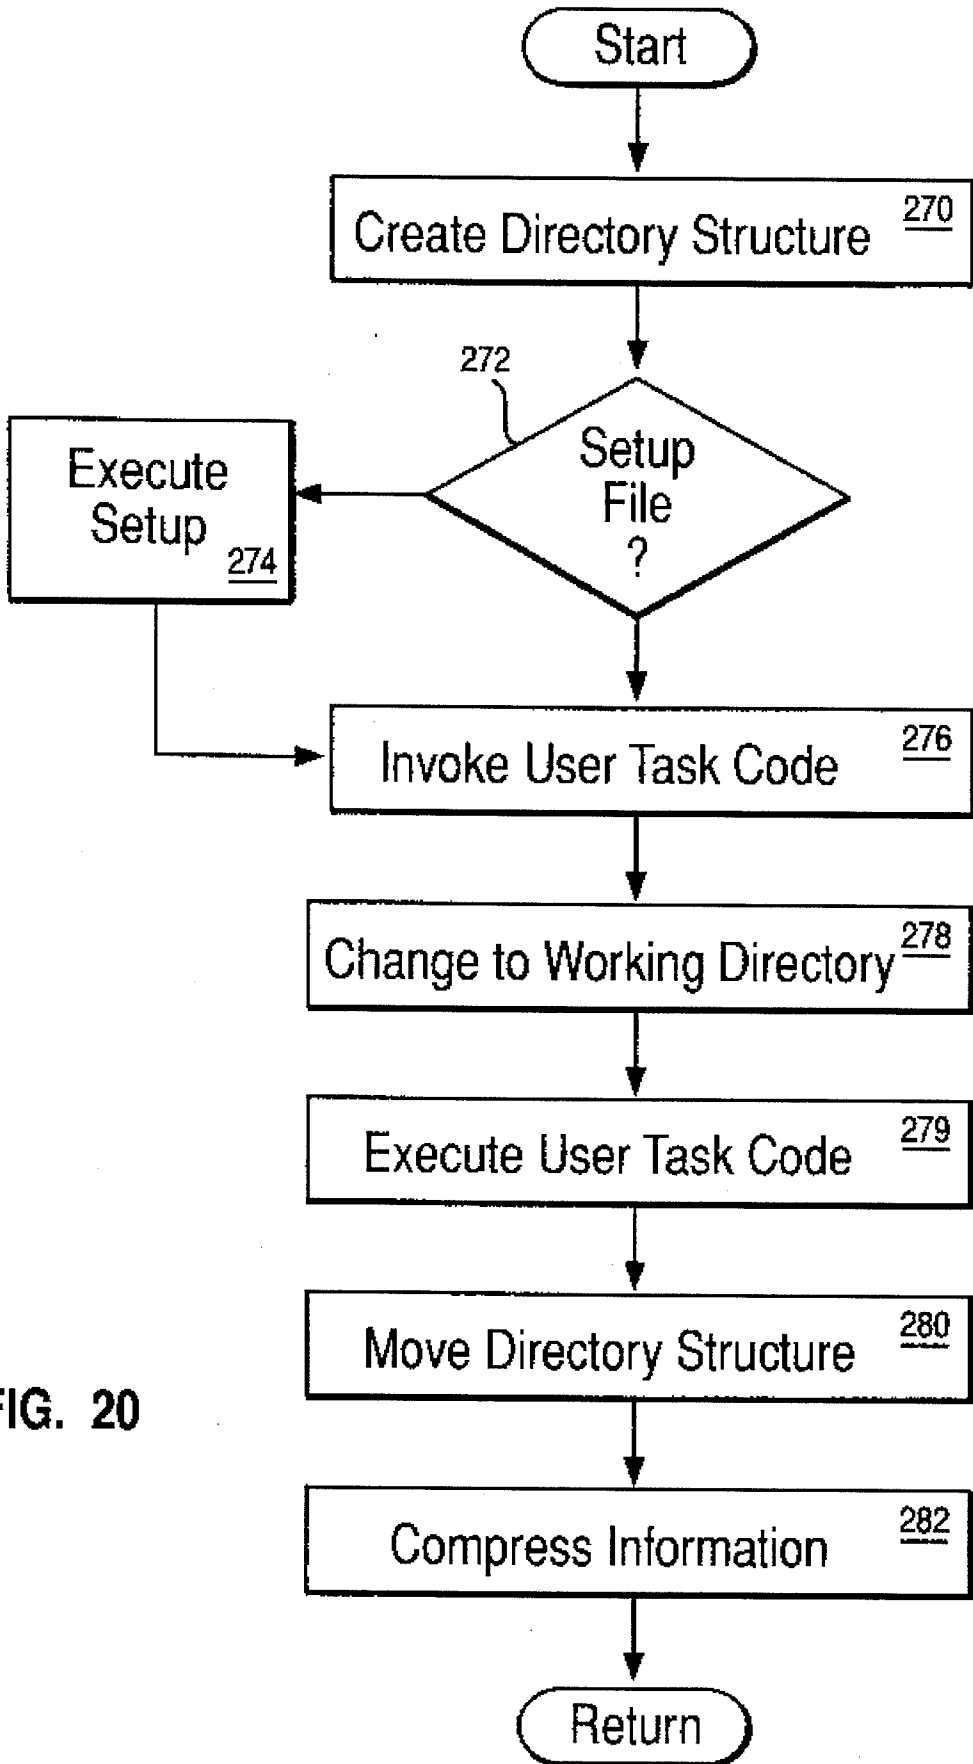 Start
Create Directory Structure 270
272
Setup
File
?
Execute
Setup
274
Invoke User Task Code 276
Change to Working Directory 278
Execute User Task Code 279
Move Directory Structure 280
FIG. 20
Compress Information 282
Return